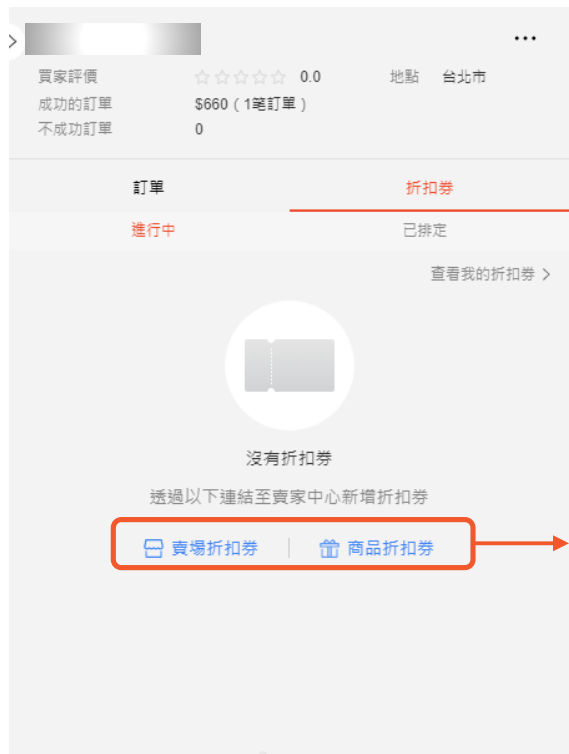 買家評價 0.0 地點 台北市
成功的訂單 $660 ( 1筆訂單 )
不成功訂單 0
訂單 折扣券
進行中 已排定
查看我的折扣券
沒有折扣券
透過以下連結至賣家中心新增折扣券
賣場折扣券 商品折扣券